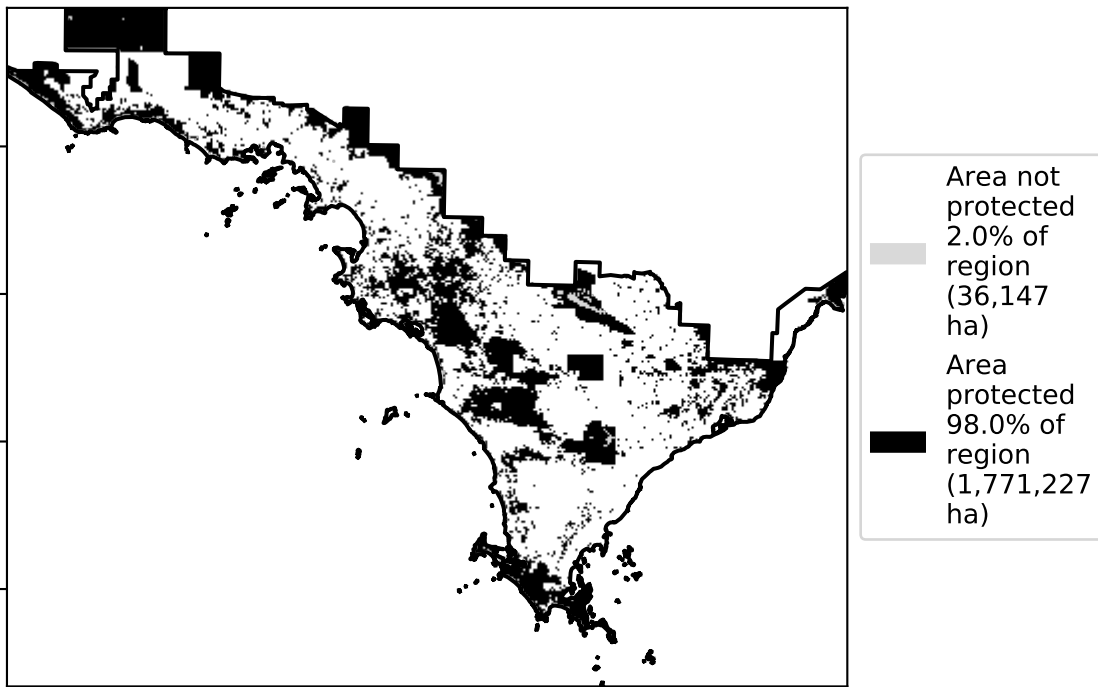 Area not
protected
2.0% of
region
(36,147
ha)
Area
protected
98.0% of
region
(1,771,227
ha)